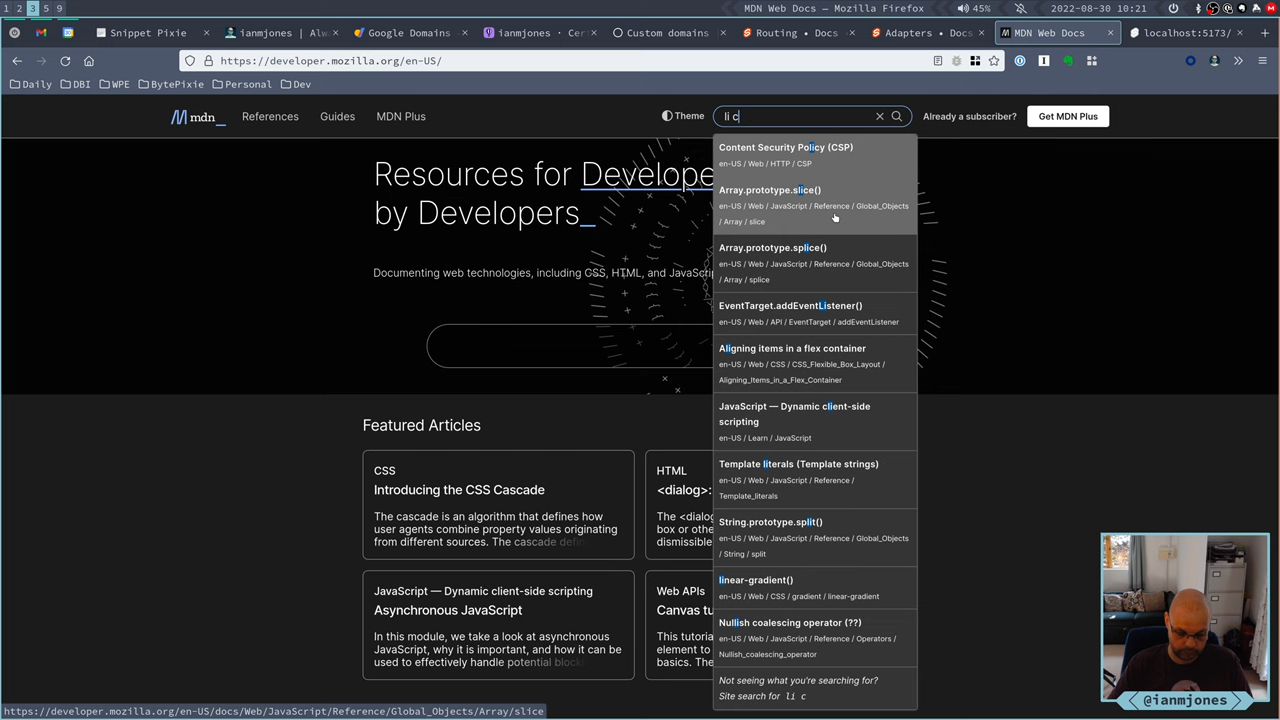 1 2 3 5 9
MDN Web Docs — Mozilla Firefox
45%
2022-08-30 10:21
Snippet Pixie
ianmjones | Alw
Google Domains
ianmjones · Cert
Custom domains
Routing • Docs
Adapters • Docs
MDN Web Docs
localhost:5173/
https://developer.mozilla.org/en-US/
Daily
DBI
WPE
BytePixie
Personal
Dev
mdn_
References
Guides
MDN Plus
Theme
li c
Already a subscriber?
Get MDN Plus
Resources for Develope
by Developers_
Documenting web technologies, including CSS, HTML, and JavaScri
Content Security Policy (CSP)
en-US / Web / HTTP / CSP
Array.prototype.slice()
en-US / Web / JavaScript / Reference / Global_Objects
/ Array / slice
Array.prototype.splice()
en-US / Web / JavaScript / Reference / Global_Objects
/ Array / splice
EventTarget.addEventListener()
en-US / Web / API / EventTarget / addEventListener
Aligning items in a flex container
en-US / Web / CSS / CSS_Flexible_Box_Layout /
Aligning_Items_in_a_Flex_Container
JavaScript — Dynamic client-side
scripting
en-US / Learn / JavaScript
Template literals (Template strings)
en-US / Web / JavaScript / Reference /
Template_literals
String.prototype.split()
en-US / Web / JavaScript / Reference / Global_Objects
/ String / split
linear-gradient()
en-US / Web / CSS / gradient / linear-gradient
Nullish coalescing operator (??)
en-US / Web / JavaScript / Reference / Operators /
Nullish_coalescing_operator
Not seeing what you're searching for?
Site search for li c
Featured Articles
CSS
Introducing the CSS Cascade
The cascade is an algorithm that defines how
user agents combine property values originating
from different sources. The cascade defin
HTML
<dialog>:
The <dialog
box or othe
dismissible
JavaScript — Dynamic client-side scripting
Asynchronous JavaScript
In this module, we take a look at asynchronous
JavaScript, why it is important, and how it can be
used to effectively handle potential block
Web APIs
Canvas tu
This tutoria
element to
basics. The
https://developer.mozilla.org/en-US/docs/Web/JavaScript/Reference/Global_Objects/Array/slice
@ianmjones